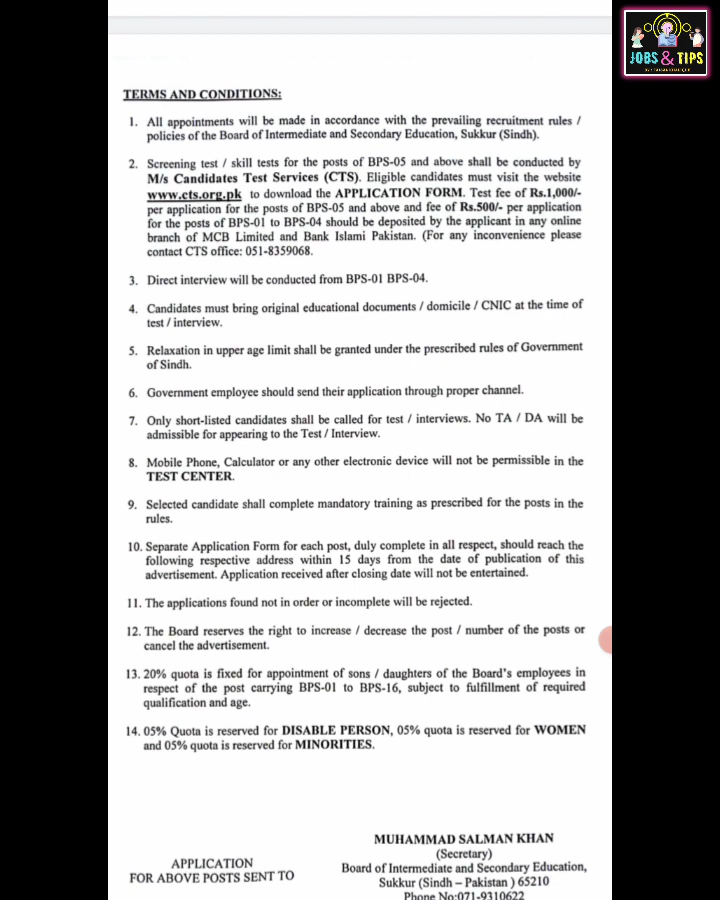 JOBS & TIPS
TERMS AND CONDITIONS:
1. All appointments will be made in accordance with the prevailing recruitment rules /
policies of the Board of Intermediate and Secondary Education, Sukkur (Sindh).
2. Screening test / skill tests for the posts of BPS-05 and above shall be conducted by
M/s Candidates Test Services (CTS). Eligible candidates must visit the website
www.cts.org.pk to download the APPLICATION FORM. Test fee of Rs.1,000/-
per application for the posts of BPS-05 and above and fee of Rs.500/- per application
for the posts of BPS-01 to BPS-04 should be deposited by the applicant in any online
branch of MCB Limited and Bank Islami Pakistan. (For any inconvenience please
contact CTS office: 051-8359068.
3. Direct interview will be conducted from BPS-01 BPS-04.
4. Candidates must bring original educational documents / domicile / CNIC at the time of
test / interview.
5. Relaxation in upper age limit shall be granted under the prescribed rules of Government
of Sindh.
6. Government employee should send their application through proper channel.
7. Only short-listed candidates shall be called for test / interviews. No TA / DA will be
admissible for appearing to the Test / Interview.
8. Mobile Phone, Calculator or any other electronic device will not be permissible in the
TEST CENTER.
9. Selected candidate shall complete mandatory training as prescribed for the posts in the
rules.
10. Separate Application Form for each post, duly complete in all respect, should reach the
following respective address within 15 days from the date of publication of this
advertisement. Application received after closing date will not be entertained.
11. The applications found not in order or incomplete will be rejected.
12. The Board reserves the right to increase / decrease the post / number of the posts or
cancel the advertisement.
13. 20% quota is fixed for appointment of sons / daughters of the Board's employees in
respect of the post carrying BPS-01 to BPS-16, subject to fulfillment of required
qualification and age.
14. 05% Quota is reserved for DISABLE PERSON, 05% quota is reserved for WOMEN
and 05% quota is reserved for MINORITIES.
APPLICATION
FOR ABOVE POSTS SENT TO
MUHAMMAD SALMAN KHAN
(Secretary)
Board of Intermediate and Secondary Education,
Sukkur (Sindh – Pakistan ) 65210
Phone No:071-9310622